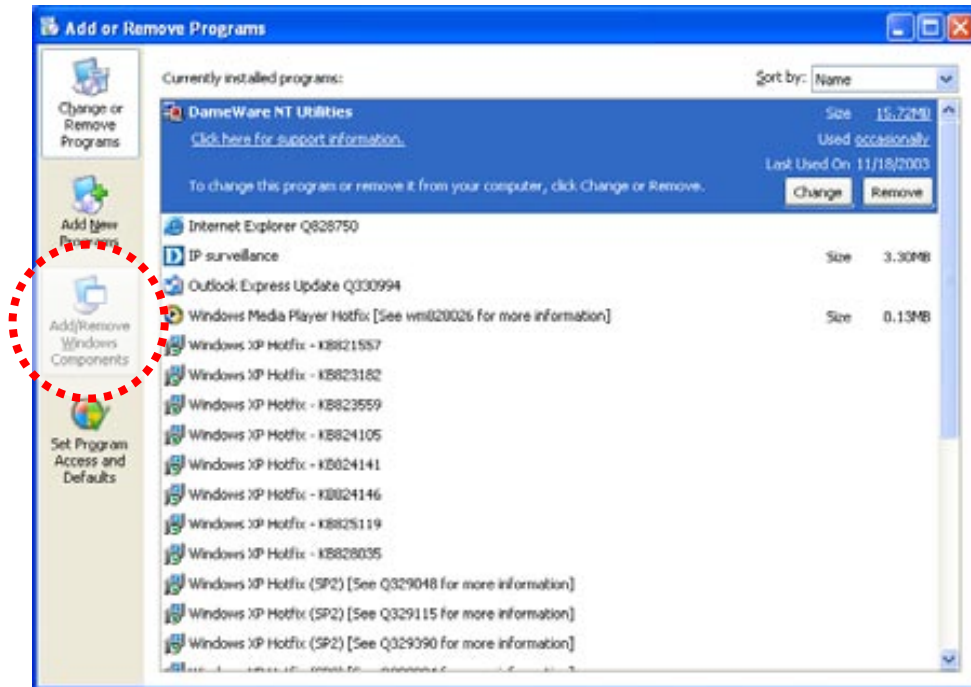 Add or Remove Programs
Change or
Remove
Programs
Add New
Programs
Add/Remove
Windows
Components
Set Program
Access and
Defaults
Currently installed programs:
Sort by: Name
DameWare NT Utilities Size 15.72MB
Click here for support information. Used occasionally
Last Used On 11/18/2003
To change this program or remove it from your computer, click Change or Remove. Change Remove
Internet Explorer Q828750
IP surveillance Size 3.30MB
Outlook Express Update Q330994
Windows Media Player Hotfix [See wm828026 for more information] Size 0.13MB
Windows XP Hotfix - KB821557
Windows XP Hotfix - KB823182
Windows XP Hotfix - KB823559
Windows XP Hotfix - KB824105
Windows XP Hotfix - KB824141
Windows XP Hotfix - KB824146
Windows XP Hotfix - KB825119
Windows XP Hotfix - KB828035
Windows XP Hotfix (SP2) [See Q329048 for more information]
Windows XP Hotfix (SP2) [See Q329115 for more information]
Windows XP Hotfix (SP2) [See Q329390 for more information]